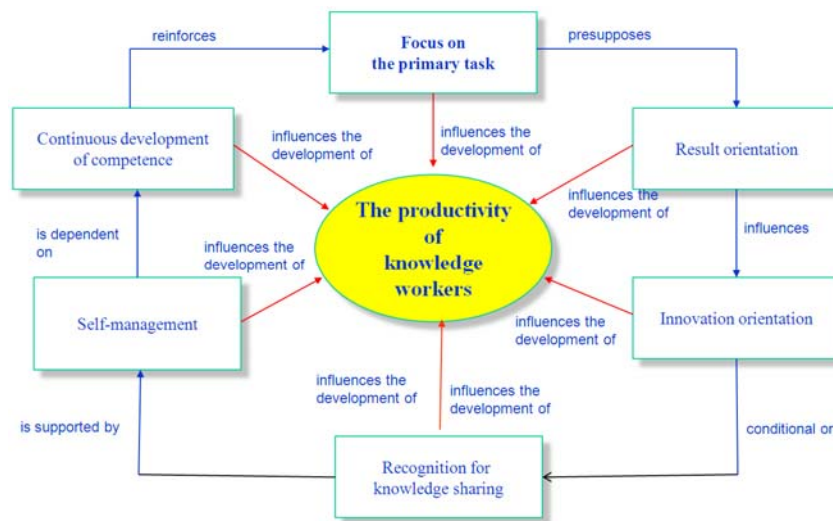 reinforces
Focus on
the primary task
presupposes
Continuous development
of competence
influences the
development of
influences the
development of
Result orientation
influences the
development of
The productivity
of
knowledge
workers
is dependent
on
influences the
development of
influences
Self-management
Innovation orientation
influences the
development of
influences the
development of
influences the
development of
is supported by
conditional on
Recognition for
knowledge sharing